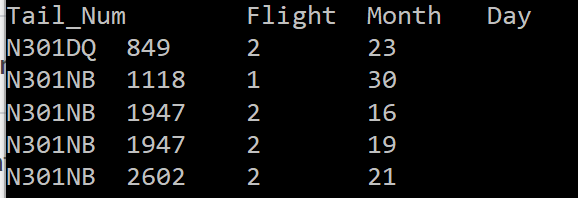 Tail_Num Flight Month Day
N301DQ 849 2 23
N301NB 1118 1 30
N301NB 1947 2 16
N301NB 1947 2 19
N301NB 2602 2 21